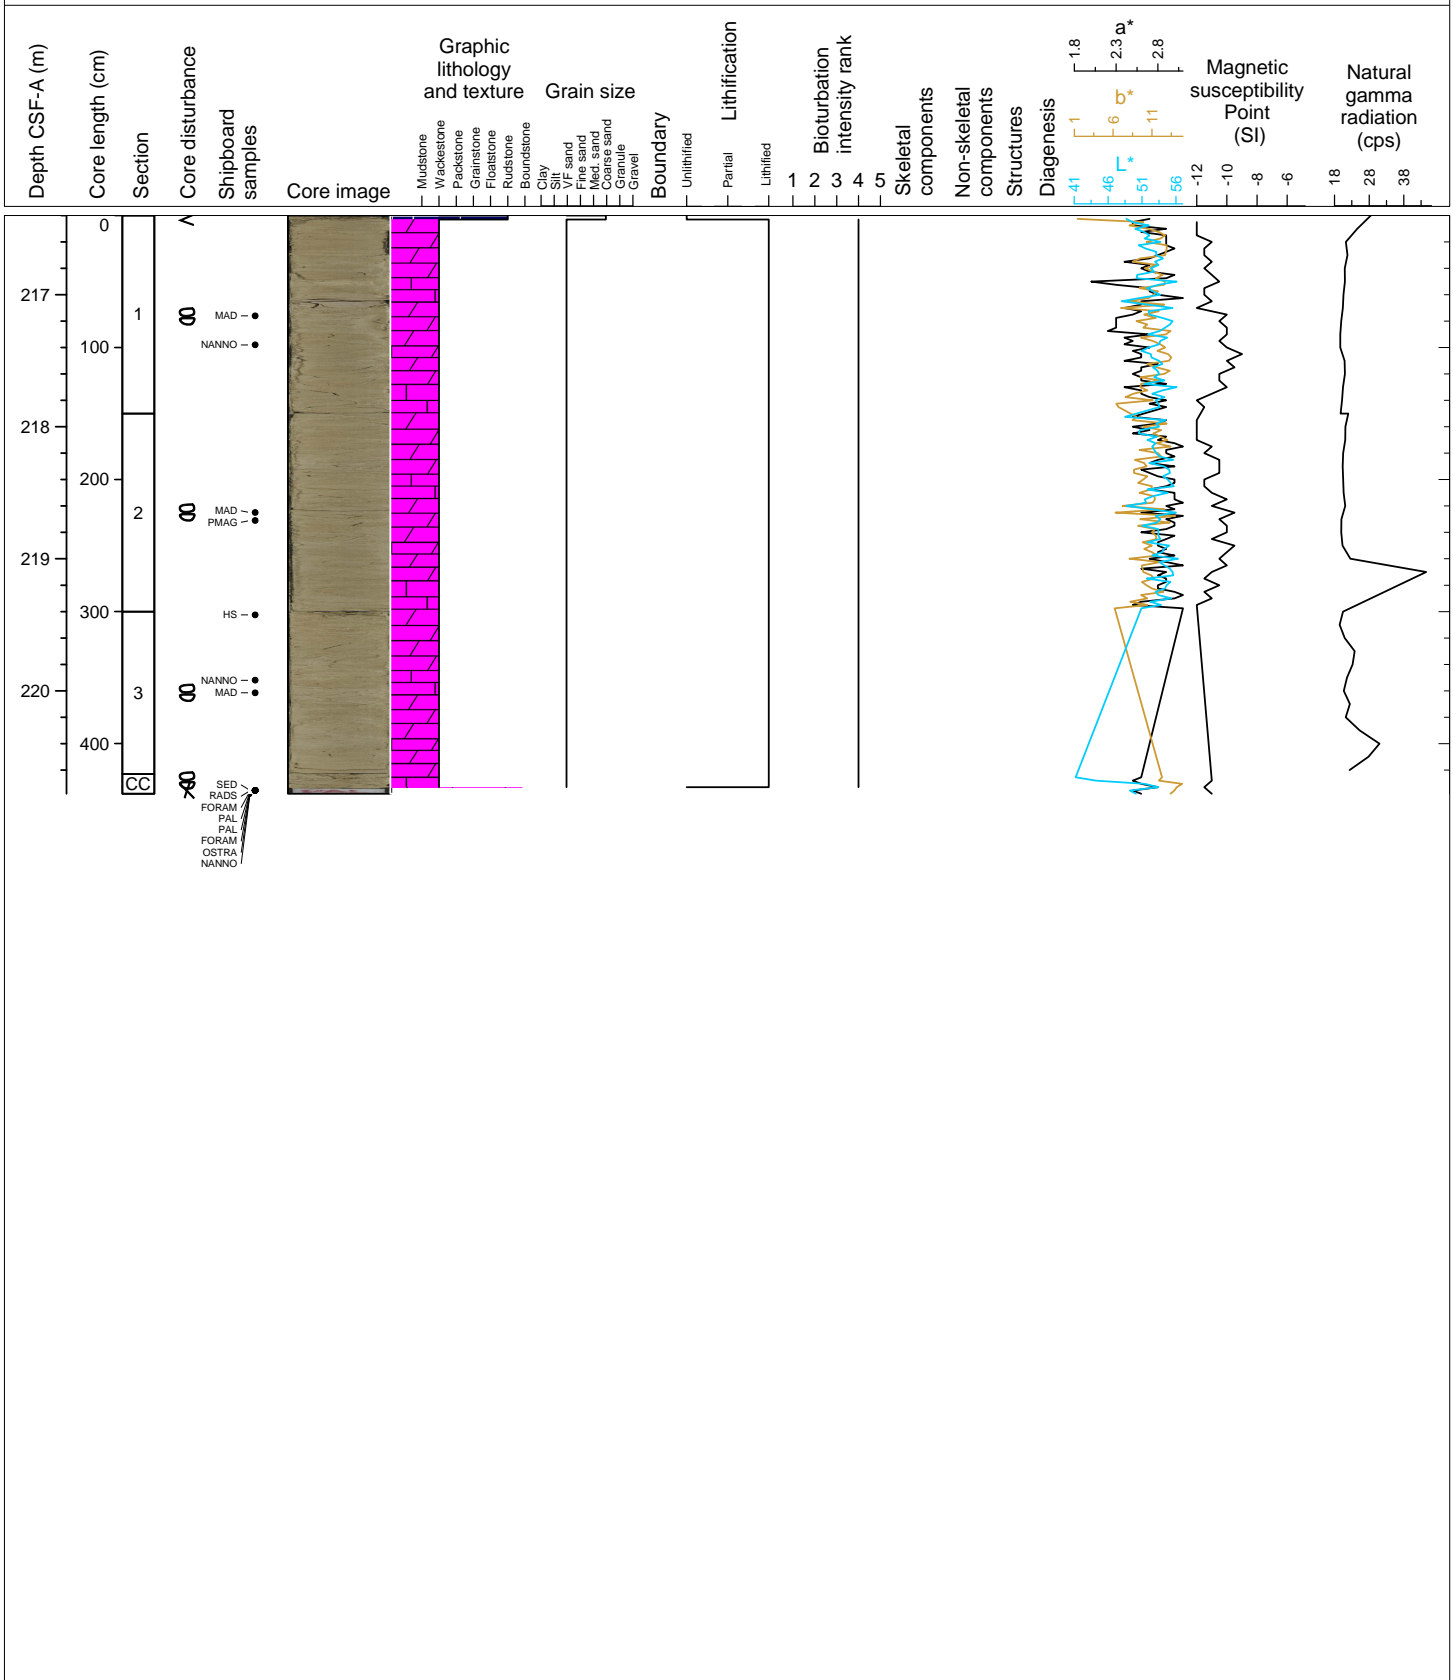 Depth CSF-A (m)
Core length (cm)
Section
Core disturbance
Shipboard
samples
Core image
Graphic
lithology
and texture
Mudstone
Wackestone
Packstone
Grainstone
Floatstone
Rudstone
Boundstone
Grain size
Clay
Silt
VF sand
Fine sand
Med. sand
Coarse sand
Granule
Gravel
Boundary
Lithification
Unlithified
Partial
Lithified
Bioturbation
intensity rank
1 2 3 4 5
Skeletal
components
Non-skeletal
components
Structures
Diagenesis
a*
1.8 2.3 2.8
b*
1 6 11
L*
41 46 51 56
Magnetic
susceptibility
Point
(SI)
-12 -10 -8 -6
Natural
gamma
radiation
(cps)
18 28 38
0
217
1
MAD
NANNO
100
218
200
2
MAD
PMAG
219
300
HS
NANNO
220
3
MAD
400
CC
SED
RADS
FORAM
PAL
PAL
FORAM
OSTRA
NANNO